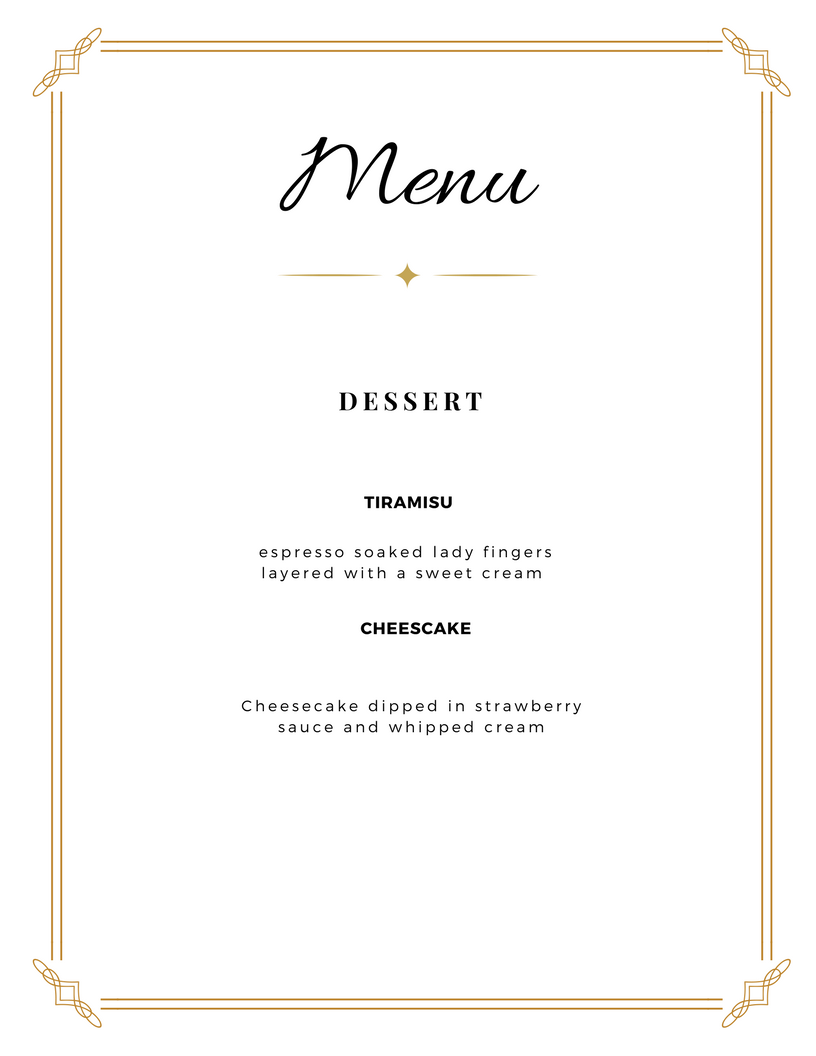 Menu
DESSERT
TIRAMISU
espresso soaked lady fingers
layered with a sweet cream
CHEESCAKE
Cheesecake dipped in strawberry
sauce and whipped cream